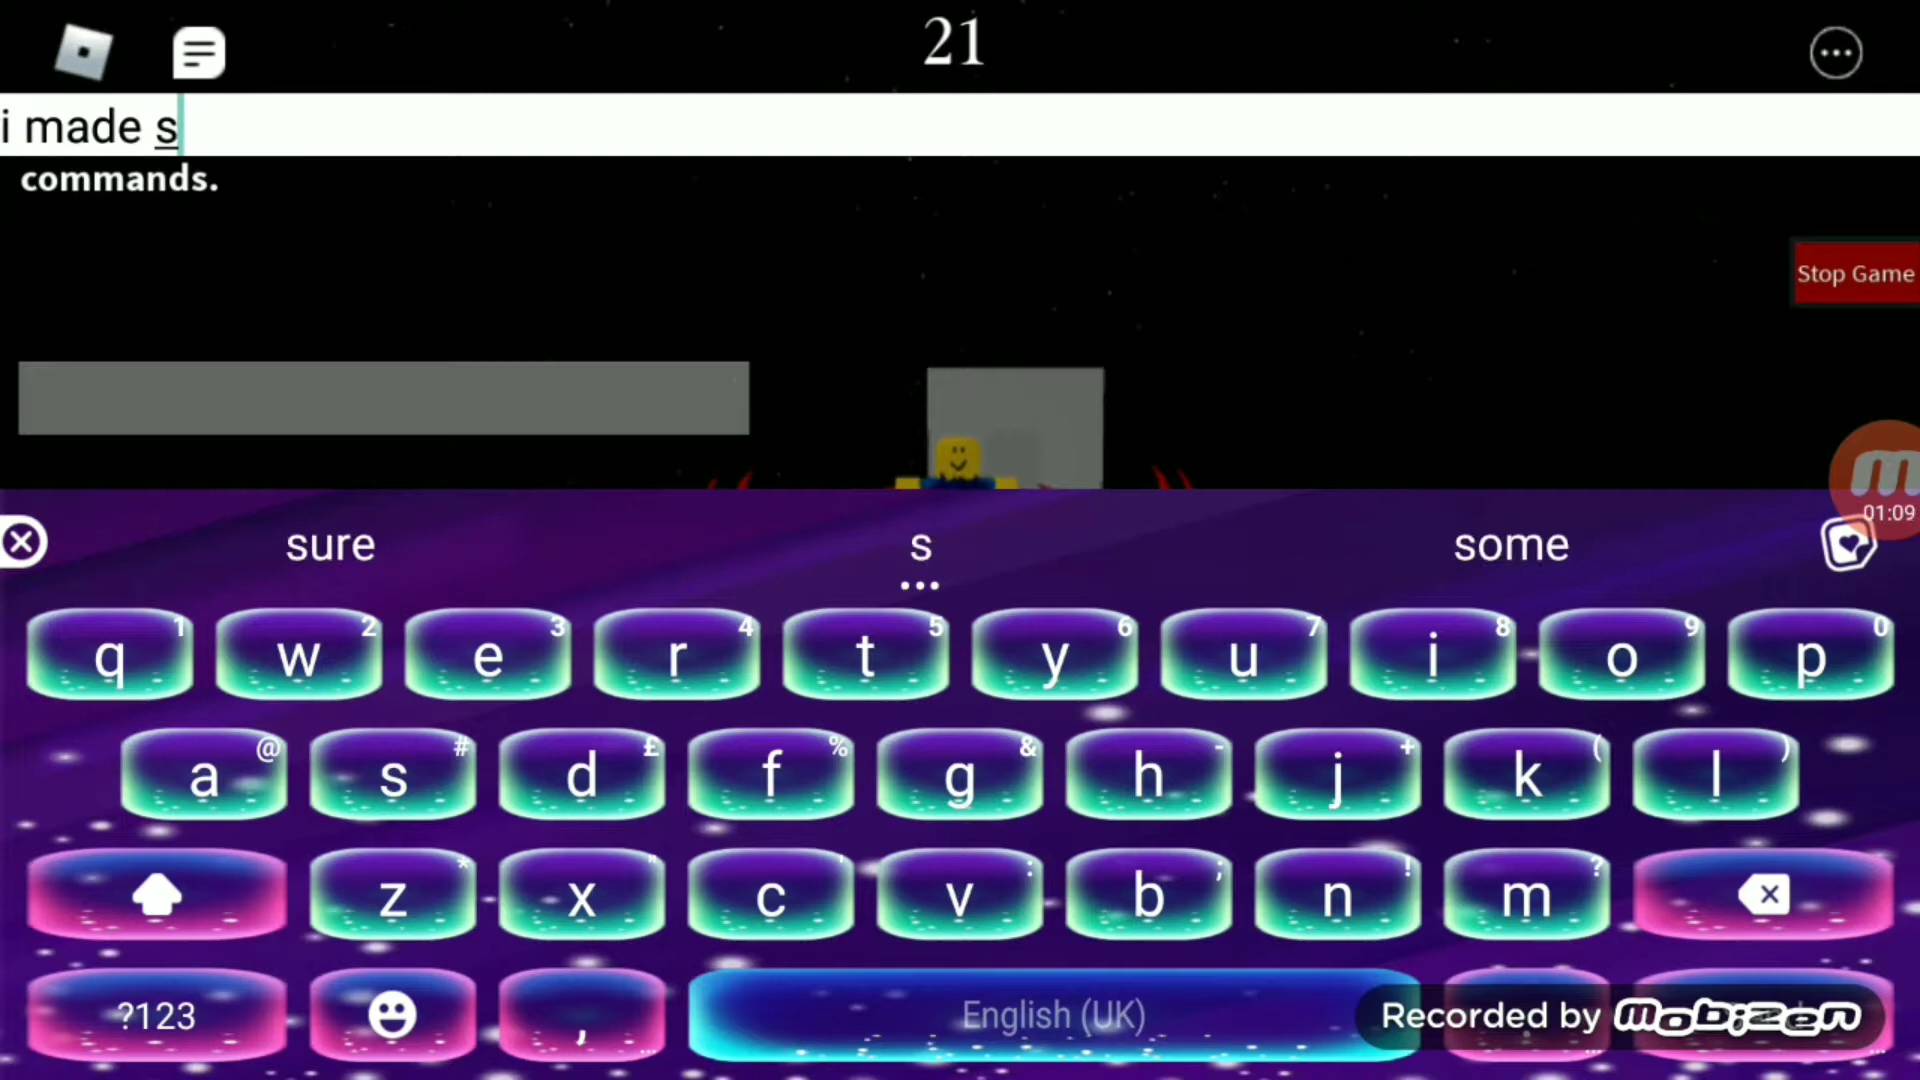 21
i made s
commands.
Stop Game
01:09
sure s some
q 1 w 2 e 3 r 4 t 5 y 6 u 7 i 8 o 9 p 0
a @ s # d £ f % g & h - j + k ( l )
z * x " c ' v : b ; n ! m ?
?123 , English (UK)
Recorded by mobizen